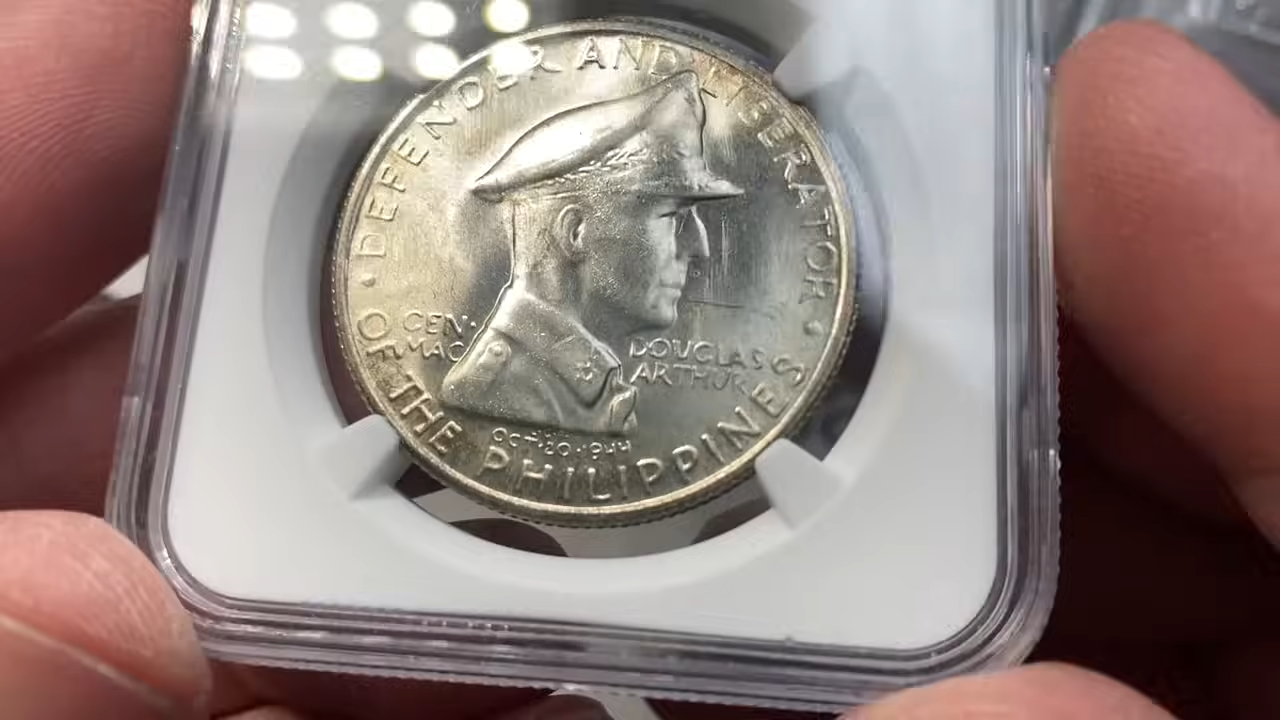 · DEFENDER AND LIBERATOR ·
OF THE PHILIPPINES
GEN. DOUGLAS
MAC ARTHUR
OCT·20·1944